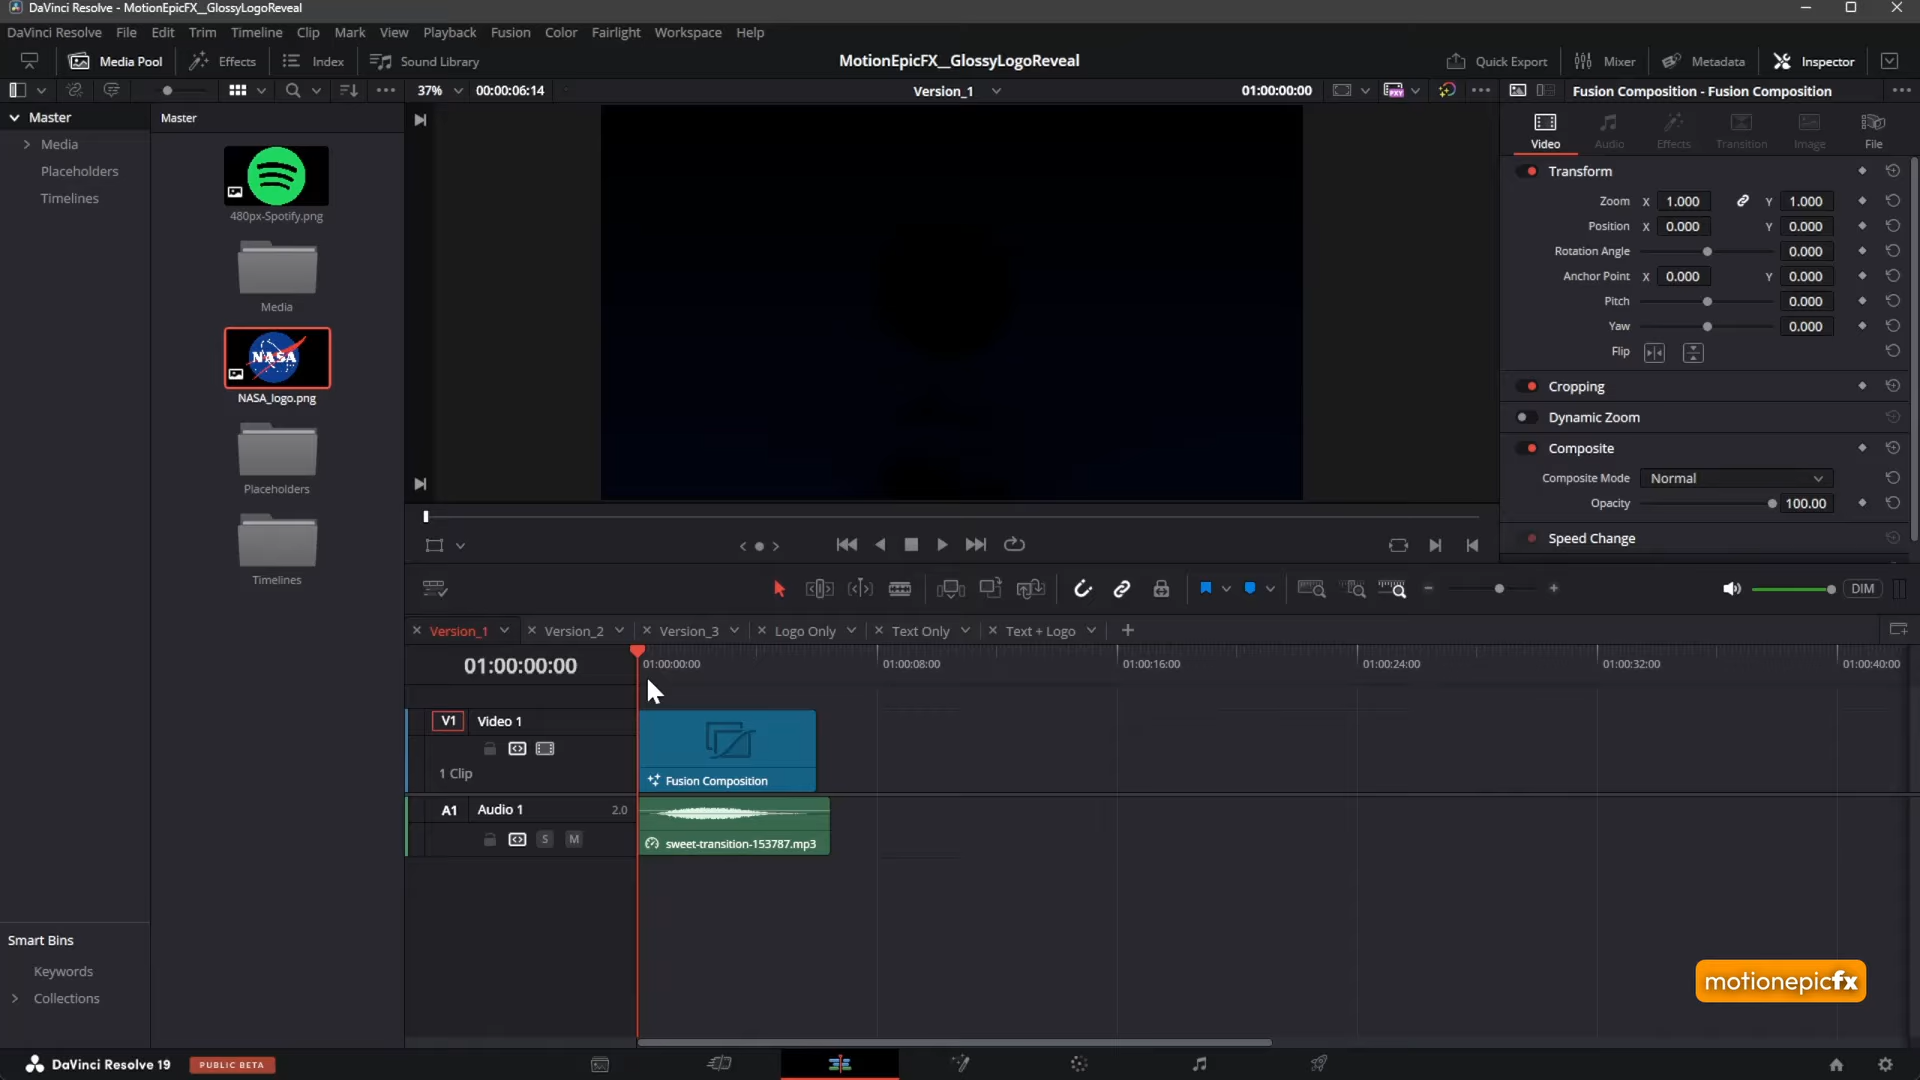 DaVinci Resolve - MotionEpicFX__GlossyLogoReveal
DaVinci Resolve File Edit Trim Timeline Clip Mark View Playback Fusion Color Fairlight Workspace Help
Media Pool Effects Index Sound Library
MotionEpicFX__GlossyLogoReveal
Quick Export Mixer Metadata Inspector
37% 00:00:06:14
Version_1
01:00:00:00
PXY
Fusion Composition - Fusion Composition
Master
Media
Placeholders
Timelines
Master
480px-Spotify.png
Media
NASA
NASA_logo.png
Placeholders
Timelines
Video Audio Effects Transition Image File
Transform
Zoom X 1.000 Y 1.000
Position X 0.000 Y 0.000
Rotation Angle 0.000
Anchor Point X 0.000 Y 0.000
Pitch 0.000
Yaw 0.000
Flip
Cropping
Dynamic Zoom
Composite
Composite Mode Normal
Opacity 100.00
Speed Change
DIM
Version_1 Version_2 Version_3 Logo Only Text Only Text + Logo
01:00:00:00
01:00:00:00 01:00:08:00 01:00:16:00 01:00:24:00 01:00:32:00 01:00:40:00
V1 Video 1
1 Clip
Fusion Composition
A1 Audio 1 2.0
S M
sweet-transition-153787.mp3
Smart Bins
Keywords
Collections
motionepicfx
DaVinci Resolve 19 PUBLIC BETA